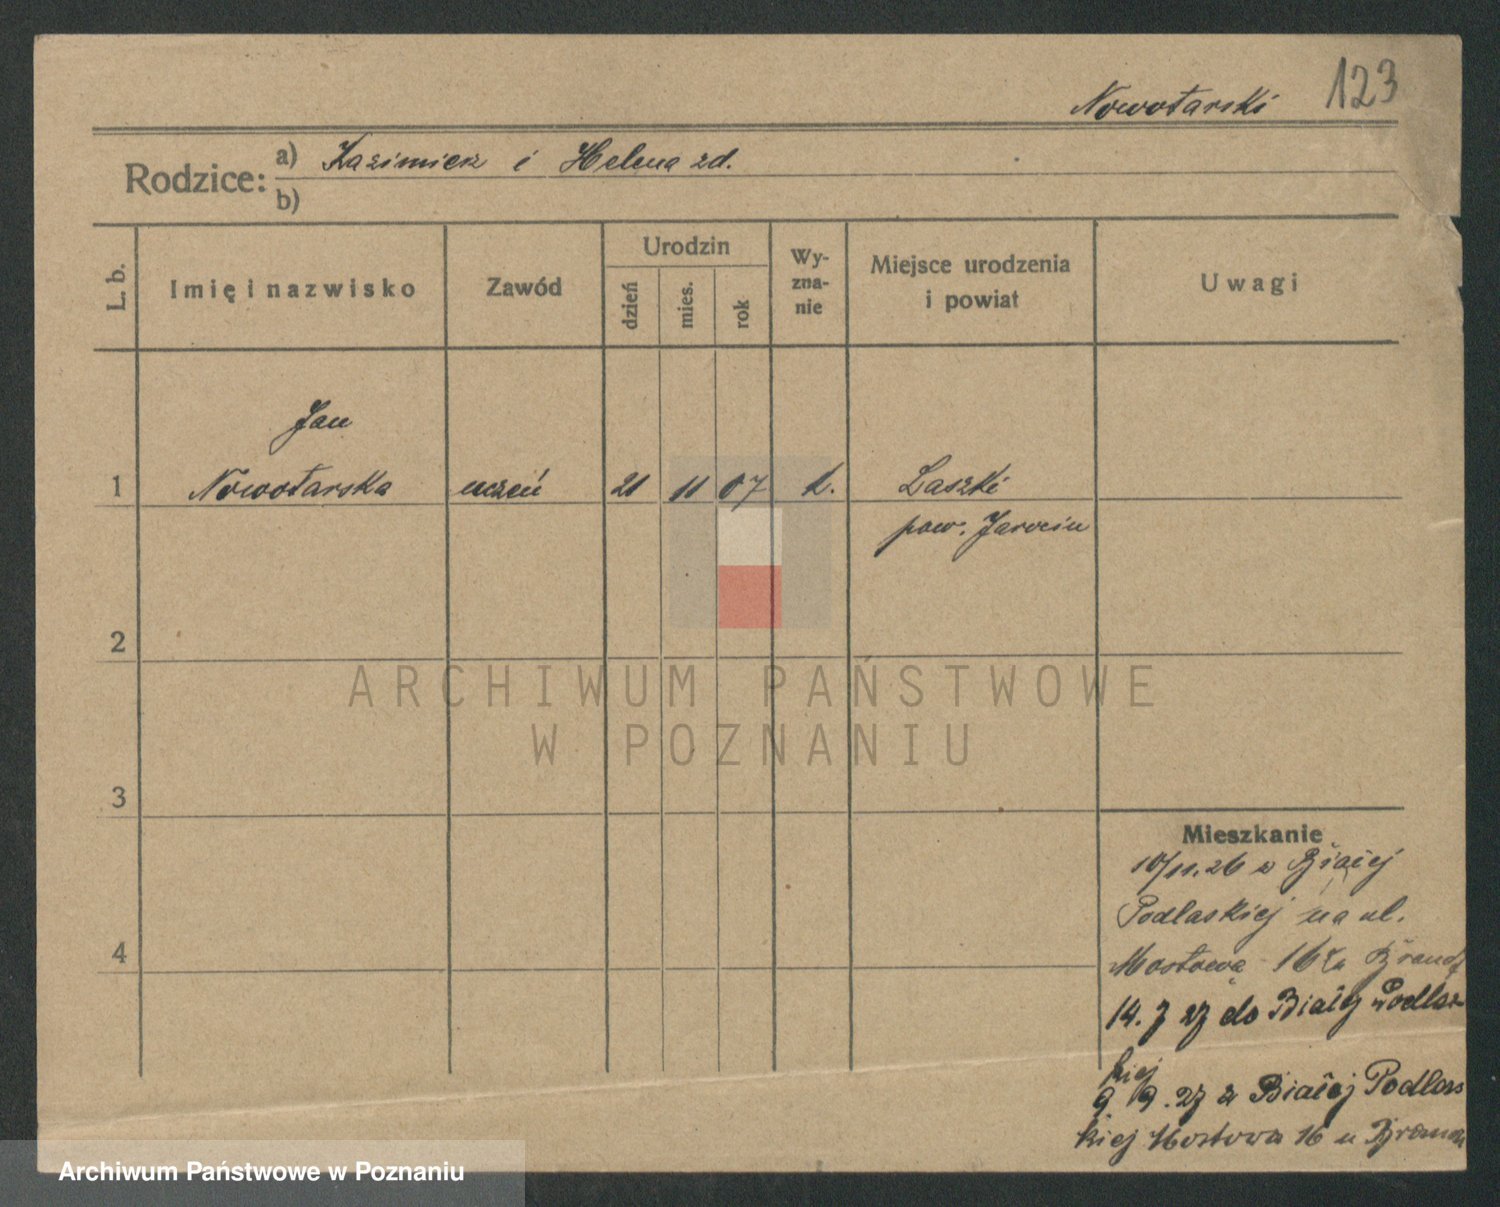 123
Nowotarski
Rodzice: a) Kazimierz i Helena zd.
b)
L. b.
Imię i nazwisko
Zawód
Urodzin
dzień
mies.
rok
Wy-
zna-
nie
Miejsce urodzenia
i powiat
Uwagi
Jan
1 Nowotarska uczeń 21 11 07 k. Laszki
pow. Jarocin
2
3
4
Mieszkanie
10/11.26 z Białej
Podlaskiej na ul.
Mostowa 16
14. 7 27 do Białej Podlas
kiej
9. 9. 27 z Białej Podlas
kiej Mostowa 16 u
ARCHIWUM PAŃSTWOWE
W POZNANIU
Archiwum Państwowe w Poznaniu